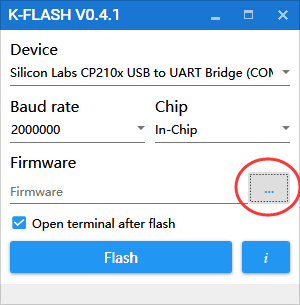 K-FLASH V0.4.1
Device
Silicon Labs CP210x USB to UART Bridge (COM
Baud rate Chip
2000000 In-Chip
Firmware
Firmware ...
Open terminal after flash
Flash i